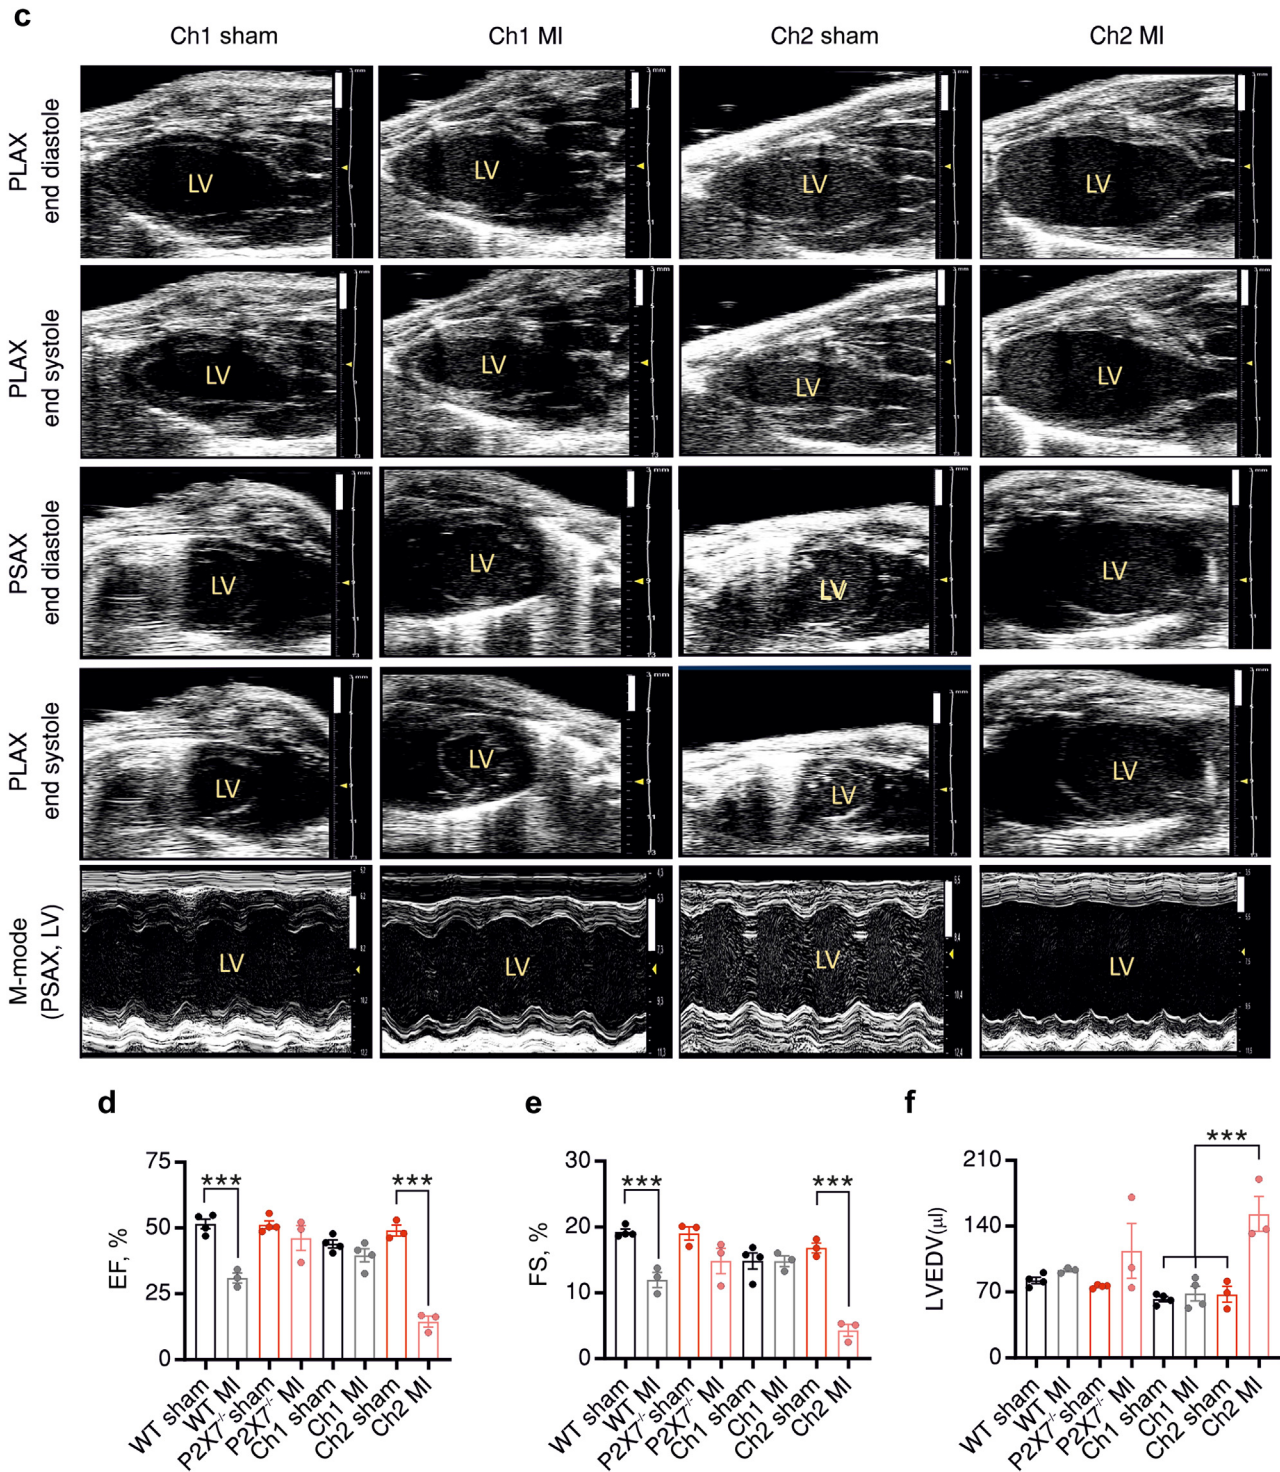 c
Ch1 sham
Ch1 MI
Ch2 sham
Ch2 MI
PLAX
end diastole
LV
LV
LV
LV
PLAX
end systole
LV
LV
LV
LV
PSAX
end diastole
LV
LV
LV
LV
PLAX
end systole
LV
LV
LV
LV
M-mode
(PSAX, LV)
LV
LV
LV
LV
d
EF, %
75
50
25
0
***
***
WT sham
WT MI
P2X7-/- sham
P2X7-/- MI
Ch1 sham
Ch1 MI
Ch2 sham
Ch2 MI
e
FS, %
30
20
10
0
***
***
WT sham
WT MI
P2X7-/- sham
P2X7-/- MI
Ch1 sham
Ch1 MI
Ch2 sham
Ch2 MI
f
LVEDV(µl)
210
140
70
0
***
WT sham
WT MI
P2X7-/- sham
P2X7-/- MI
Ch1 sham
Ch1 MI
Ch2 sham
Ch2 MI